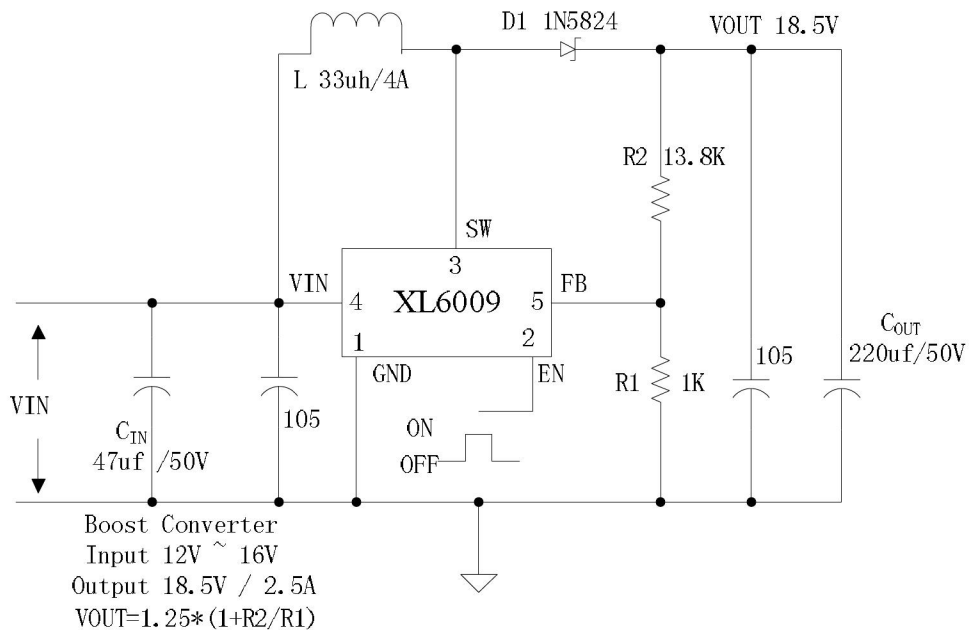 D1 1N5824
VOUT 18.5V
L 33uh/4A
R2 13.8K
SW
3
VIN
4
XL6009
5
FB
1
2
GND
EN
COUT
220uf/50V
105
R1 1K
VIN
CIN
47uf /50V
105
ON
OFF
Boost Converter
Input 12V ~ 16V
Output 18.5V / 2.5A
VOUT=1.25*(1+R2/R1)